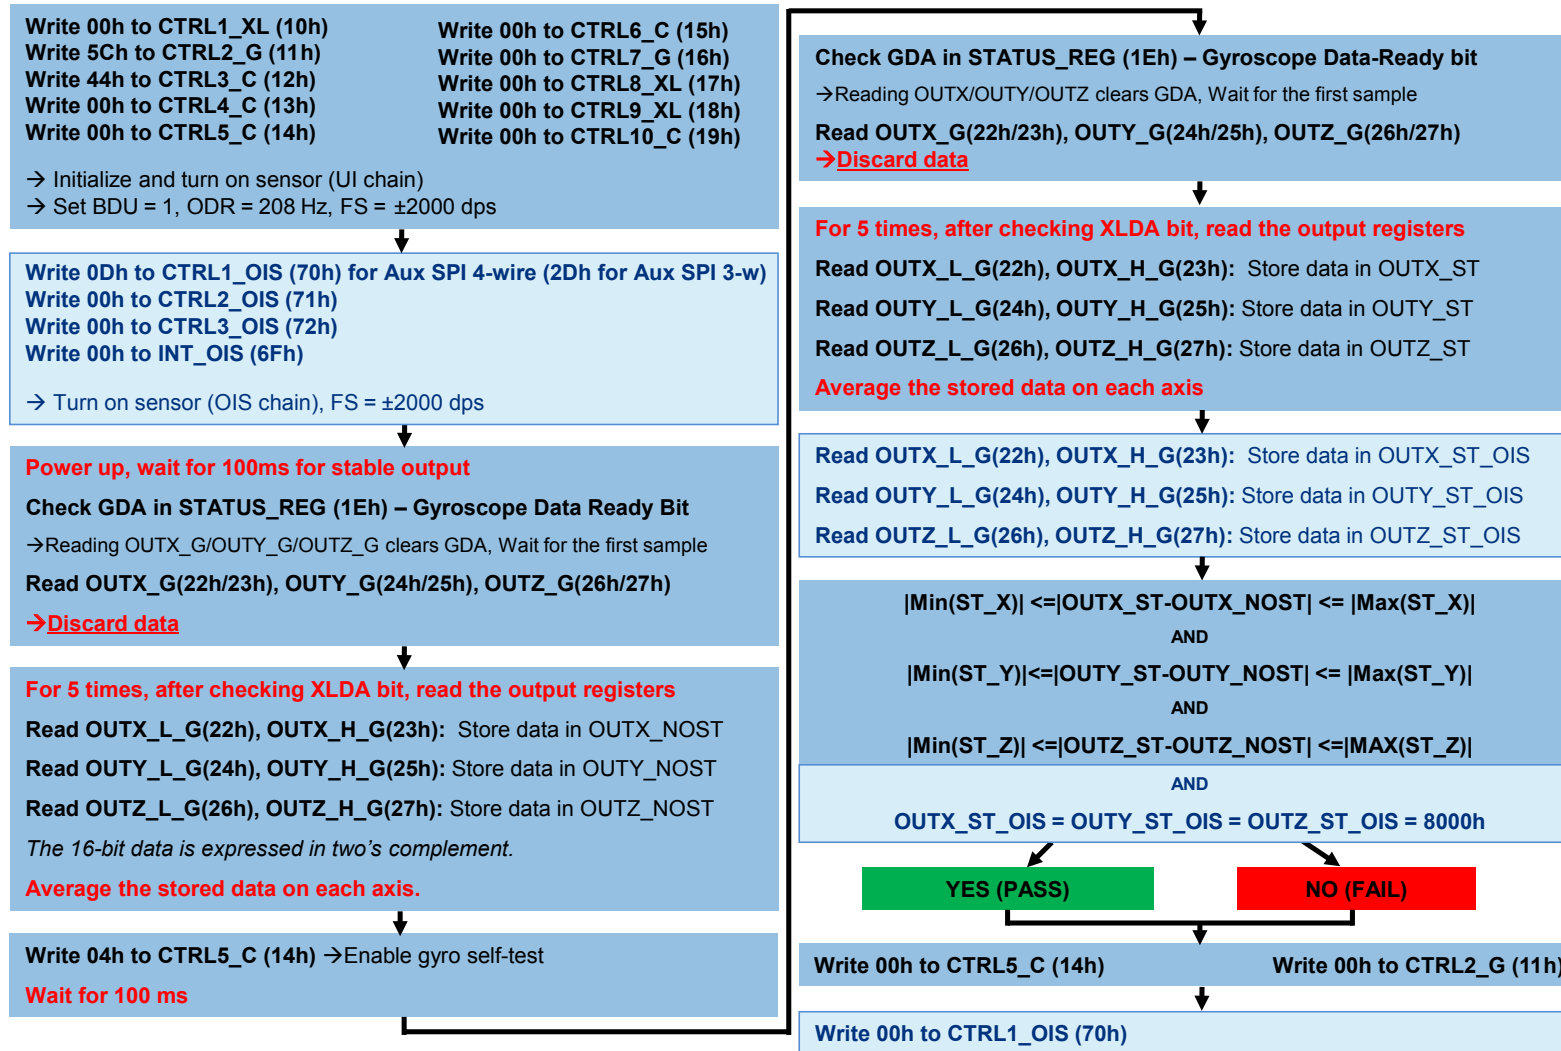 Write 00h to CTRL1_XL (10h)
Write 5Ch to CTRL2_G (11h)
Write 44h to CTRL3_C (12h)
Write 00h to CTRL4_C (13h)
Write 00h to CTRL5_C (14h)
Write 00h to CTRL6_C (15h)
Write 00h to CTRL7_G (16h)
Write 00h to CTRL8_XL (17h)
Write 00h to CTRL9_XL (18h)
Write 00h to CTRL10_C (19h)
→ Initialize and turn on sensor (UI chain)
→ Set BDU = 1, ODR = 208 Hz, FS = ±2000 dps
Write 0Dh to CTRL1_OIS (70h) for Aux SPI 4-wire (2Dh for Aux SPI 3-w)
Write 00h to CTRL2_OIS (71h)
Write 00h to CTRL3_OIS (72h)
Write 00h to INT_OIS (6Fh)
→ Turn on sensor (OIS chain), FS = ±2000 dps
Power up, wait for 100ms for stable output
Check GDA in STATUS_REG (1Eh) – Gyroscope Data Ready Bit
→Reading OUTX_G/OUTY_G/OUTZ_G clears GDA, Wait for the first sample
Read OUTX_G(22h/23h), OUTY_G(24h/25h), OUTZ_G(26h/27h)
→Discard data
For 5 times, after checking XLDA bit, read the output registers
Read OUTX_L_G(22h), OUTX_H_G(23h): Store data in OUTX_NOST
Read OUTY_L_G(24h), OUTY_H_G(25h): Store data in OUTY_NOST
Read OUTZ_L_G(26h), OUTZ_H_G(27h): Store data in OUTZ_NOST
The 16-bit data is expressed in two's complement.
Average the stored data on each axis.
Write 04h to CTRL5_C (14h) →Enable gyro self-test
Wait for 100 ms
Check GDA in STATUS_REG (1Eh) – Gyroscope Data-Ready bit
→Reading OUTX/OUTY/OUTZ clears GDA, Wait for the first sample
Read OUTX_G(22h/23h), OUTY_G(24h/25h), OUTZ_G(26h/27h)
→Discard data
For 5 times, after checking XLDA bit, read the output registers
Read OUTX_L_G(22h), OUTX_H_G(23h): Store data in OUTX_ST
Read OUTY_L_G(24h), OUTY_H_G(25h): Store data in OUTY_ST
Read OUTZ_L_G(26h), OUTZ_H_G(27h): Store data in OUTZ_ST
Average the stored data on each axis
Read OUTX_L_G(22h), OUTX_H_G(23h): Store data in OUTX_ST_OIS
Read OUTY_L_G(24h), OUTY_H_G(25h): Store data in OUTY_ST_OIS
Read OUTZ_L_G(26h), OUTZ_H_G(27h): Store data in OUTZ_ST_OIS
|Min(ST_X)| <=|OUTX_ST-OUTX_NOST| <= |Max(ST_X)|
AND
|Min(ST_Y)|<=|OUTY_ST-OUTY_NOST| <= |Max(ST_Y)|
AND
|Min(ST_Z)| <=|OUTZ_ST-OUTZ_NOST| <=|MAX(ST_Z)|
AND
OUTX_ST_OIS = OUTY_ST_OIS = OUTZ_ST_OIS = 8000h
YES (PASS)
NO (FAIL)
Write 00h to CTRL5_C (14h)
Write 00h to CTRL2_G (11h)
Write 00h to CTRL1_OIS (70h)